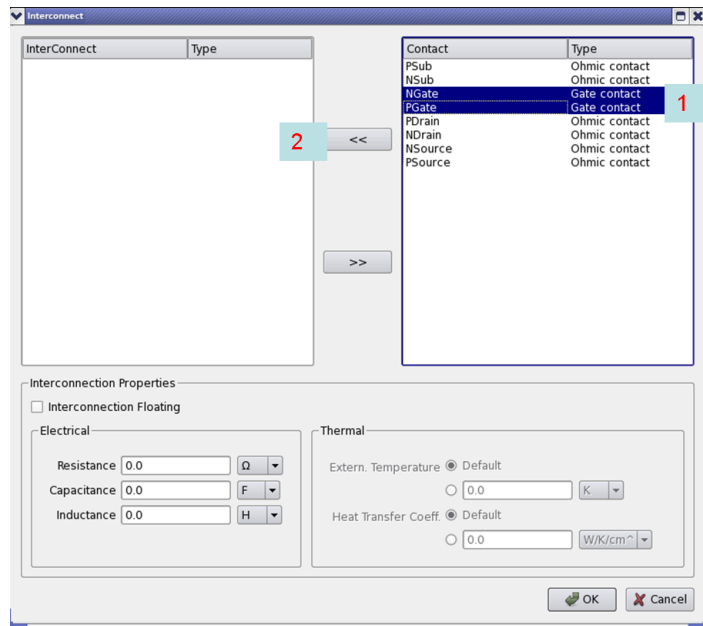 Interconnect
InterConnect Type
Contact Type
PSub Ohmic contact
NSub Ohmic contact
NGate Gate contact
PGate Gate contact
1
PDrain Ohmic contact
NDrain Ohmic contact
NSource Ohmic contact
PSource Ohmic contact
2
<<
>>
Interconnection Properties
Interconnection Floating
Electrical
Resistance 0.0 Ω
Capacitance 0.0 F
Inductance 0.0 H
Thermal
Extern. Temperature Default
0.0 K
Heat Transfer Coeff. Default
0.0 W/K/cm^
OK Cancel